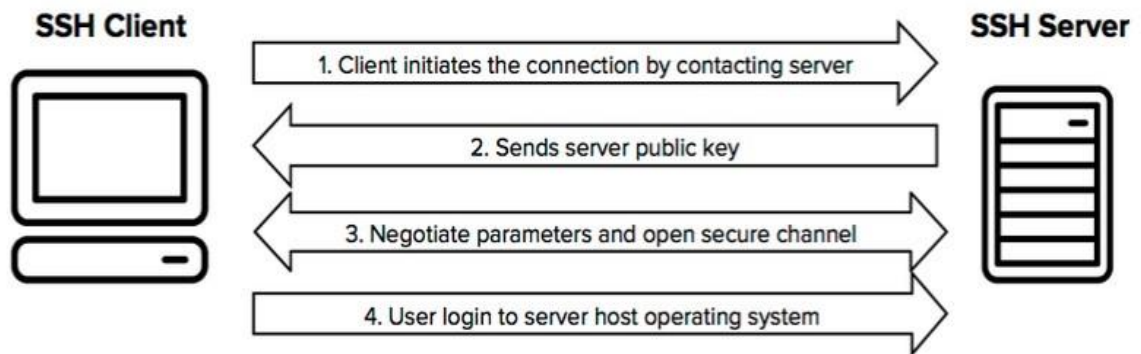 SSH Client
SSH Server
1. Client initiates the connection by contacting server
2. Sends server public key
3. Negotiate parameters and open secure channel
4. User login to server host operating system